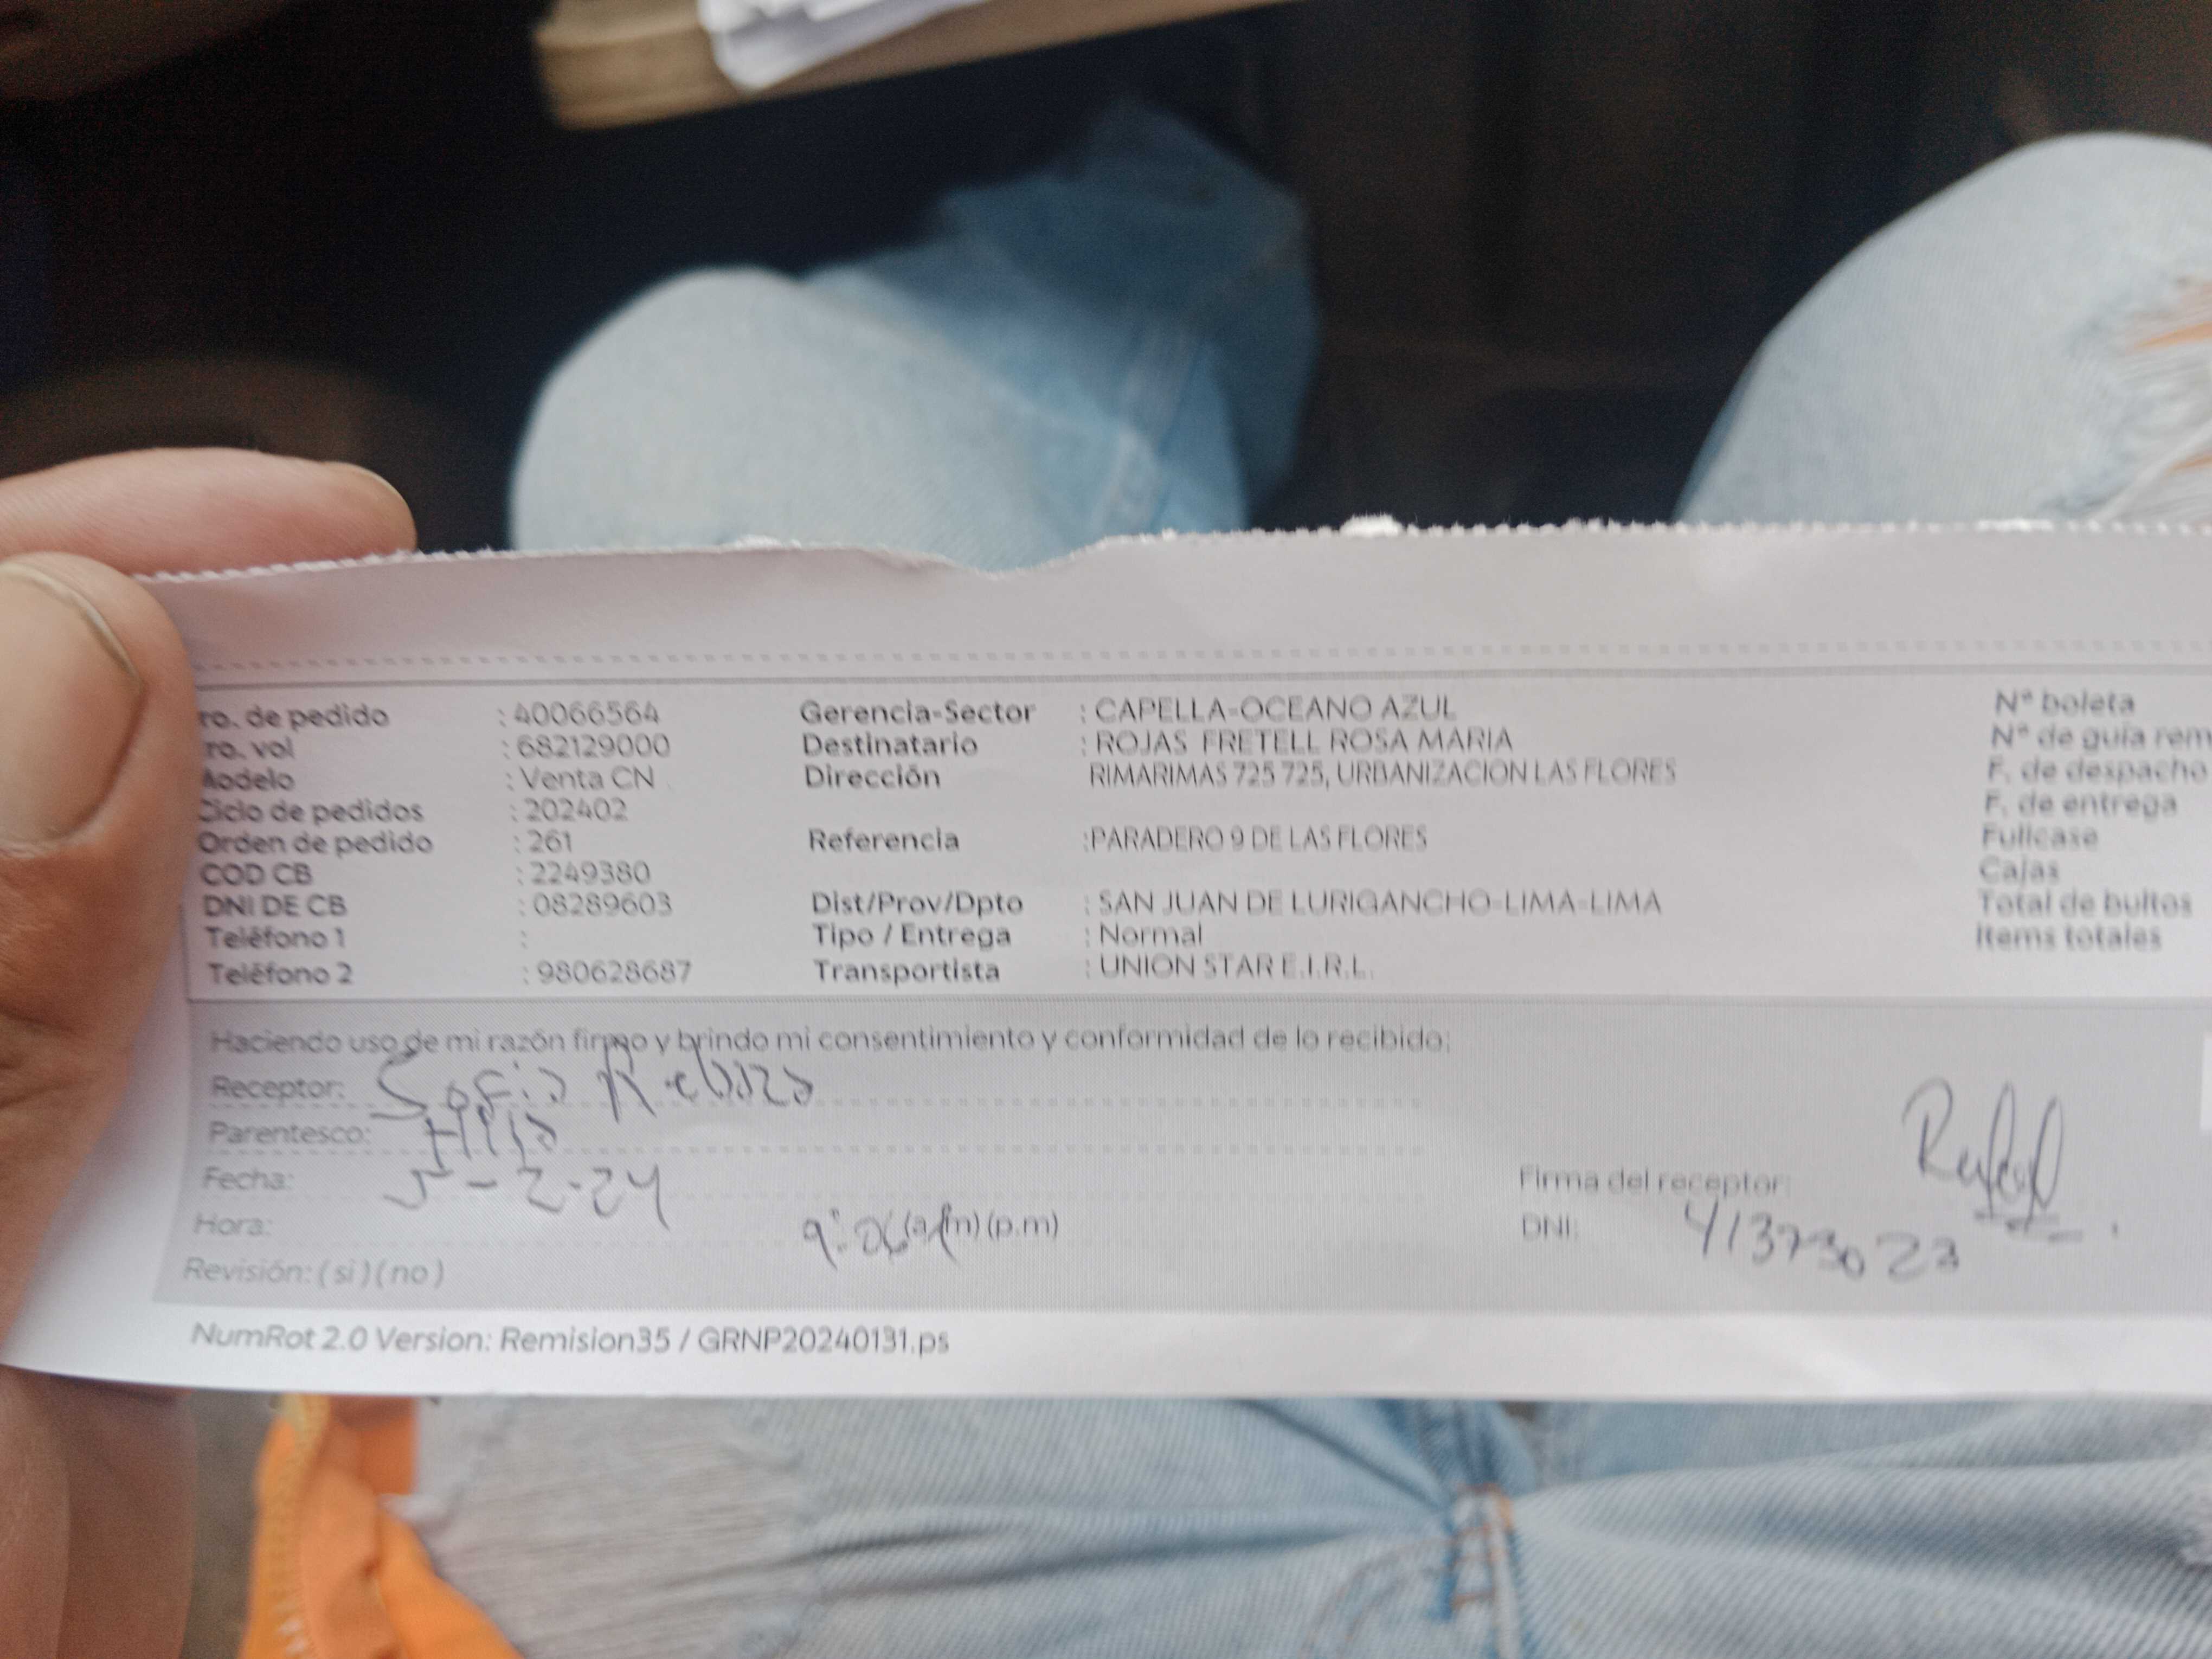 ro. de pedido : 40066564 Gerencia-Sector : CAPELLA-OCEANO AZUL Nº boleta
ro. vol : 682129000 Destinatario : ROJAS FRETELL ROSA MARIA Nº de guía rem
Modelo : Venta CN Dirección RIMARIMAS 725 725, URBANIZACION LAS FLORES F. de despacho
Ciclo de pedidos : 202402 F. de entrega
Orden de pedido : 261 Referencia :PARADERO 9 DE LAS FLORES Fullcase
COD CB : 2249380 Cajas
DNI DE CB : 08289603 Dist/Prov/Dpto : SAN JUAN DE LURIGANCHO-LIMA-LIMA Total de bultos
Teléfono 1 : Tipo / Entrega : Normal Items totales
Teléfono 2 : 980628687 Transportista : UNION STAR E.I.R.L.
Haciendo uso de mi razón firmo y brindo mi consentimiento y conformidad de lo recibido:
Receptor: Sofia
Parentesco: Hija
Fecha: 5-2-24 Firma del receptor:
Hora: (a.m) (p.m) DNI: 41373023
Revisión: ( si ) ( no )
NumRot 2.0 Version: Remision35 / GRNP20240131.ps